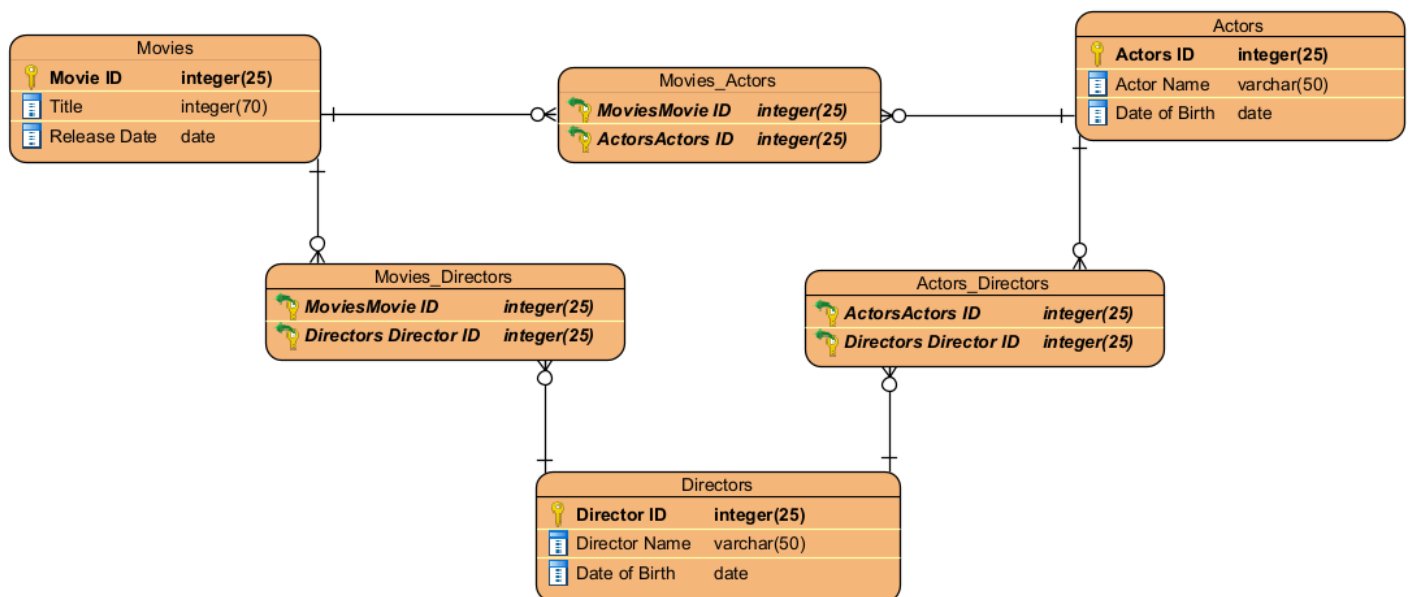 Movies
Movie ID integer(25)
Title integer(70)
Release Date date
Movies_Actors
MoviesMovie ID integer(25)
ActorsActors ID integer(25)
Actors
Actors ID integer(25)
Actor Name varchar(50)
Date of Birth date
Movies_Directors
MoviesMovie ID integer(25)
Directors Director ID integer(25)
Actors_Directors
ActorsActors ID integer(25)
Directors Director ID integer(25)
Directors
Director ID integer(25)
Director Name varchar(50)
Date of Birth date